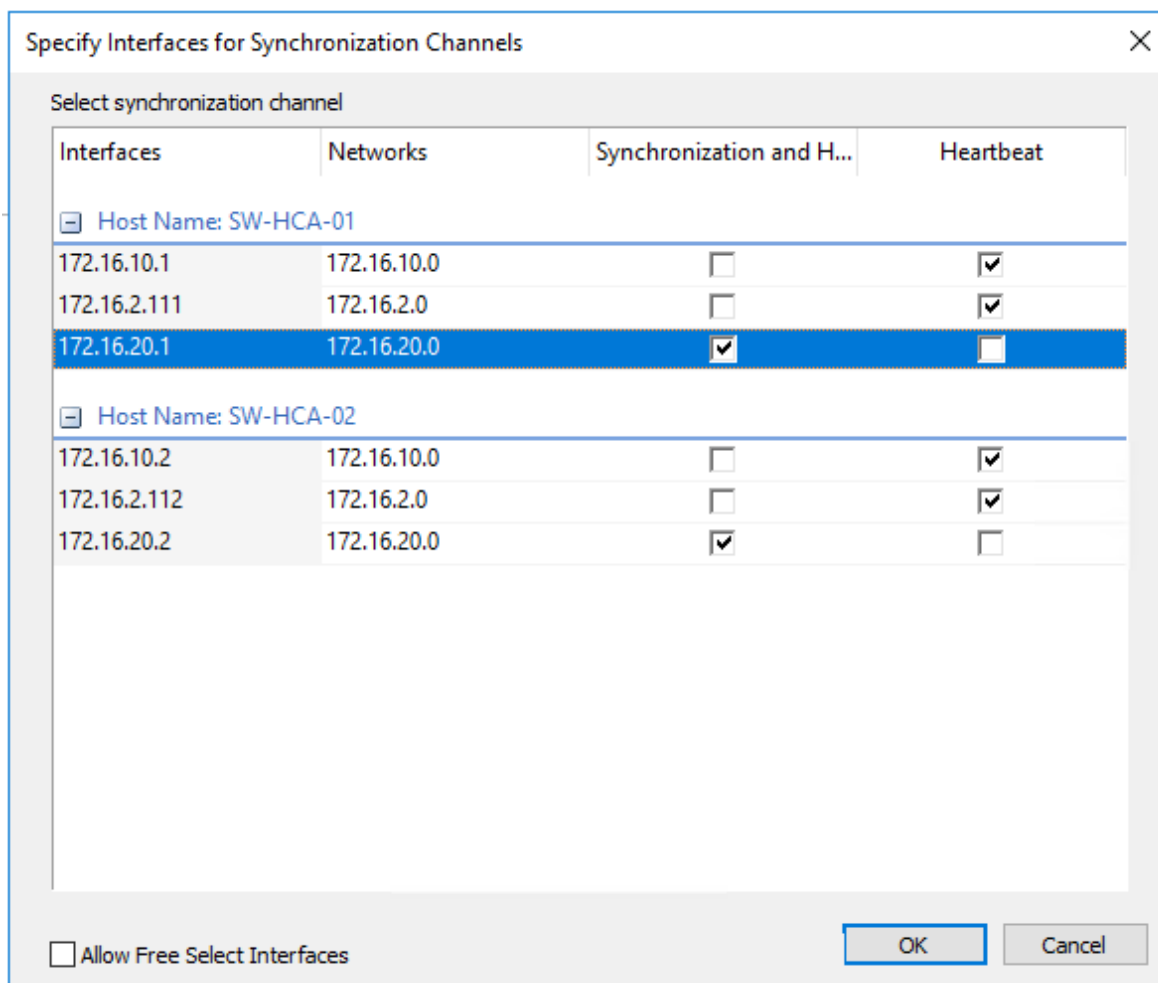 Specify Interfaces for Synchronization Channels
Select synchronization channel
Interfaces Networks Synchronization and H... Heartbeat
Host Name: SW-HCA-01
172.16.10.1 172.16.10.0
172.16.2.111 172.16.2.0
172.16.20.1 172.16.20.0
Host Name: SW-HCA-02
172.16.10.2 172.16.10.0
172.16.2.112 172.16.2.0
172.16.20.2 172.16.20.0
Allow Free Select Interfaces OK Cancel